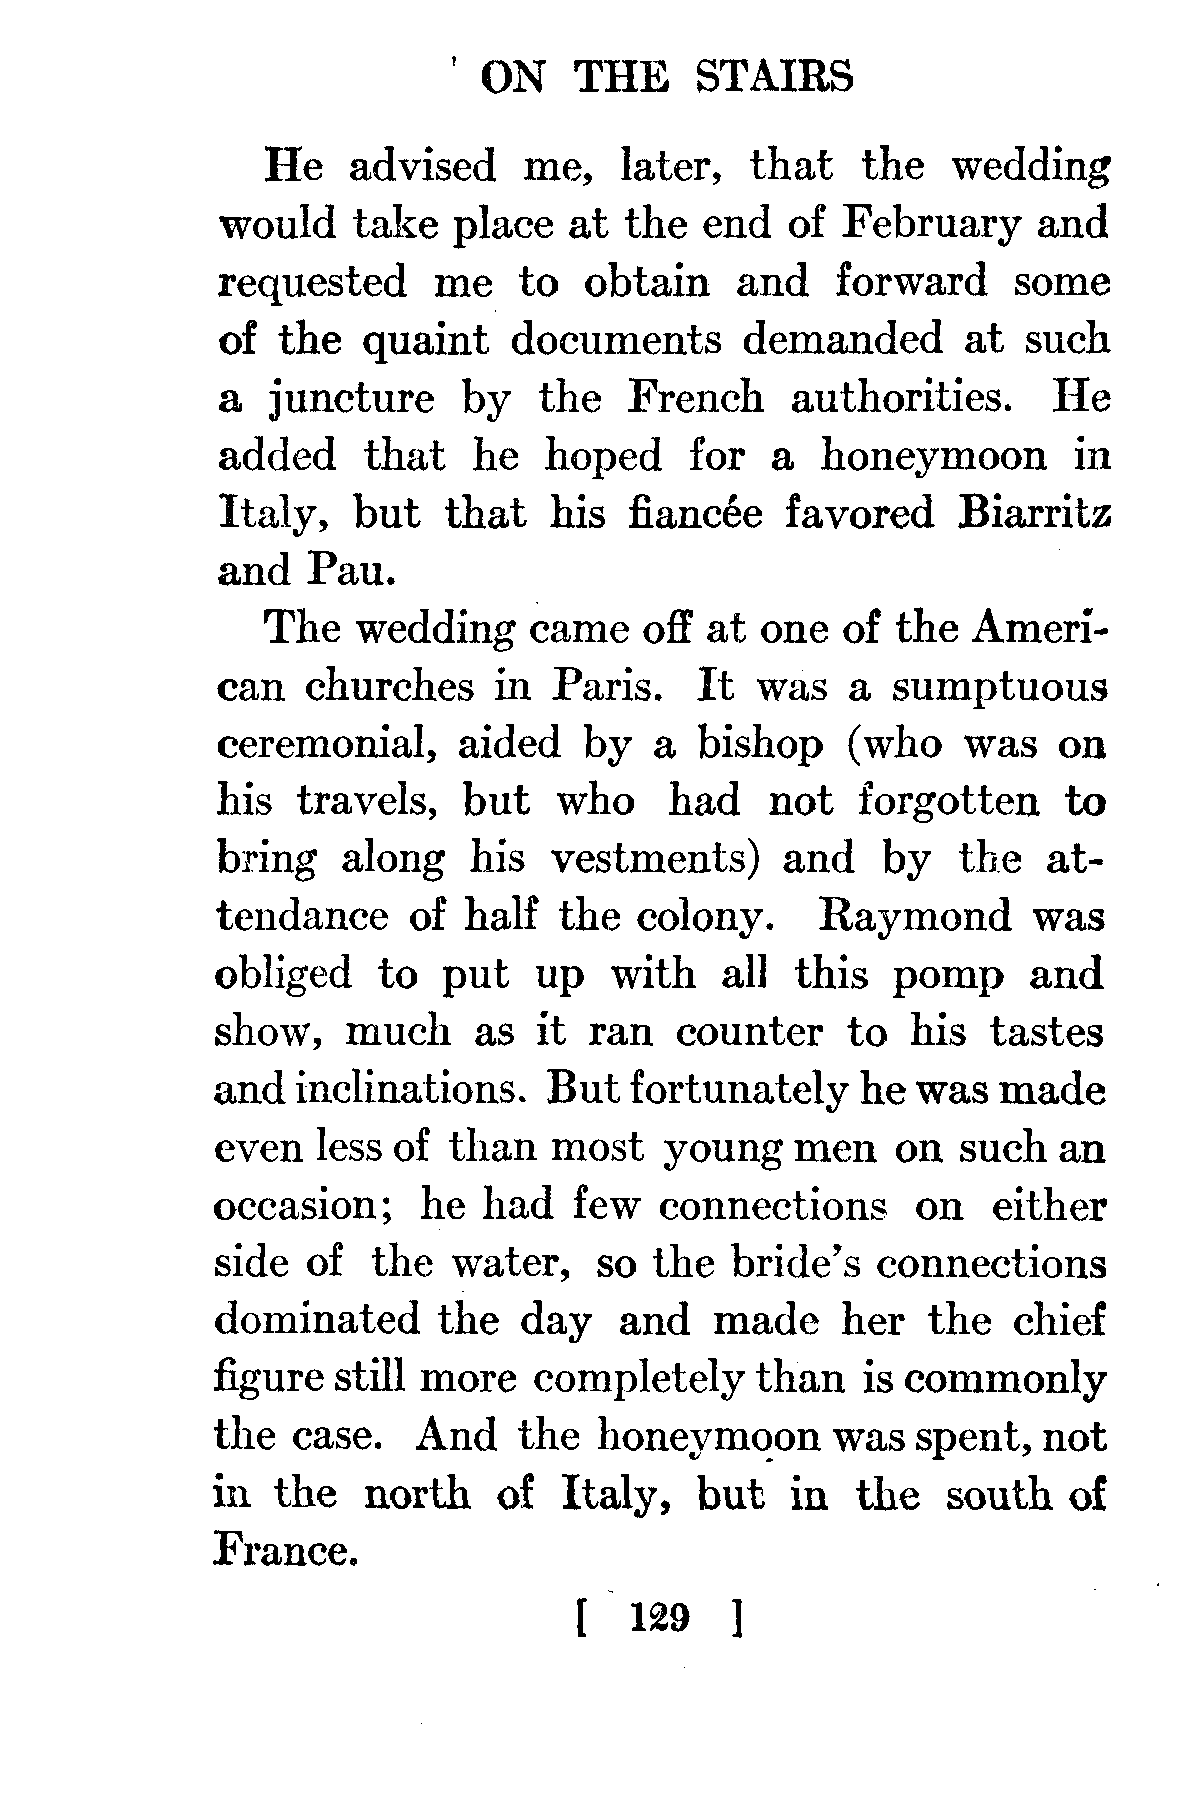 ON THE STAIRS
He advised me, later, that the wedding
would take place at the end of February and
requested me to obtain and forward some
of the quaint documents demanded at such
a juncture by the French authorities. He
added that he hoped for a honeymoon in
Italy, but that his fiancée favored Biarritz
and Pau.
The wedding came off at one of the Ameri-
can churches in Paris. It was a sumptuous
ceremonial, aided by a bishop (who was on
his travels, but who had not forgotten to
bring along his vestments) and by the at-
tendance of half the colony. Raymond was
obliged to put up with all this pomp and
show, much as it ran counter to his tastes
and inclinations. But fortunately he was made
even less of than most young men on such an
occasion; he had few connections on either
side of the water, so the bride's connections
dominated the day and made her the chief
figure still more completely than is commonly
the case. And the honeymoon was spent, not
in the north of Italy, but in the south of
France.
[ 129 ]